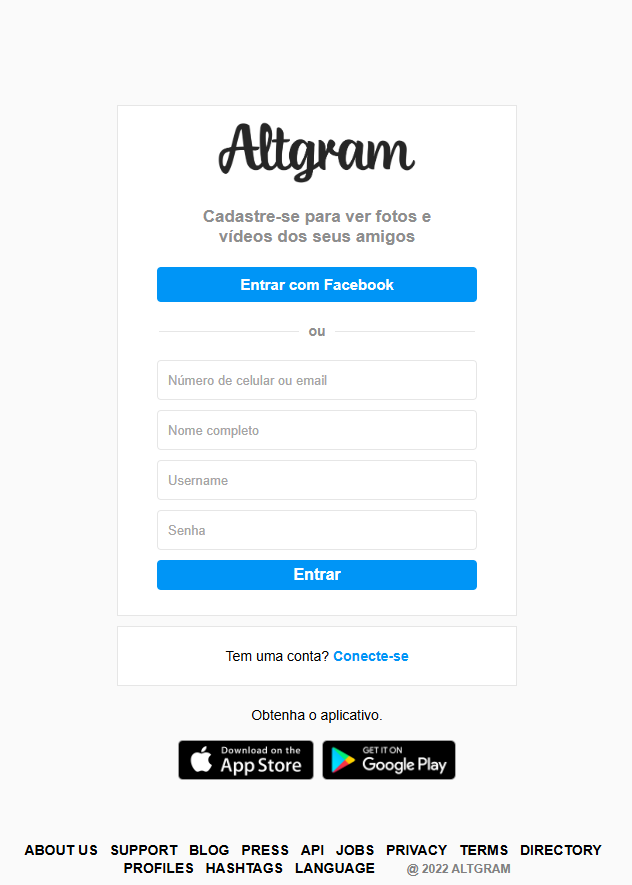 Altgram
Cadastre-se para ver fotos e
vídeos dos seus amigos
Entrar com Facebook
ou
Número de celular ou email
Nome completo
Username
Senha
Entrar
Tem uma conta? Conecte-se
Obtenha o aplicativo.
Download on the
App Store
GET IT ON
Google Play
ABOUT US SUPPORT BLOG PRESS API JOBS PRIVACY TERMS DIRECTORY
PROFILES HASHTAGS LANGUAGE @ 2022 ALTGRAM